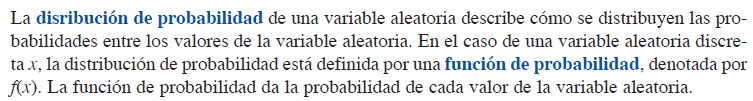 La disribución de probabilidad de una variable aleatoria describe cómo se distribuyen las pro-
babilidades entre los valores de la variable aleatoria. En el caso de una variable aleatoria discre-
ta x, la distribución de probabilidad está definida por una función de probabilidad, denotada por
f(x). La función de probabilidad da la probabilidad de cada valor de la variable aleatoria.